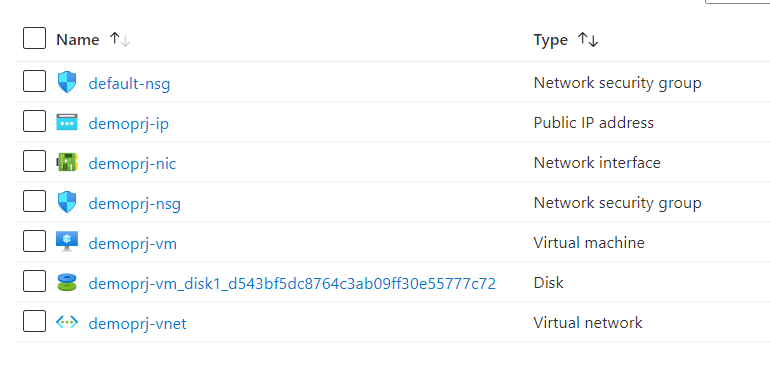 Name ↑↓ Type ↑↓
default-nsg Network security group
demoprj-ip Public IP address
demoprj-nic Network interface
demoprj-nsg Network security group
demoprj-vm Virtual machine
demoprj-vm_disk1_d543bf5dc8764c3ab09ff30e55777c72 Disk
demoprj-vnet Virtual network